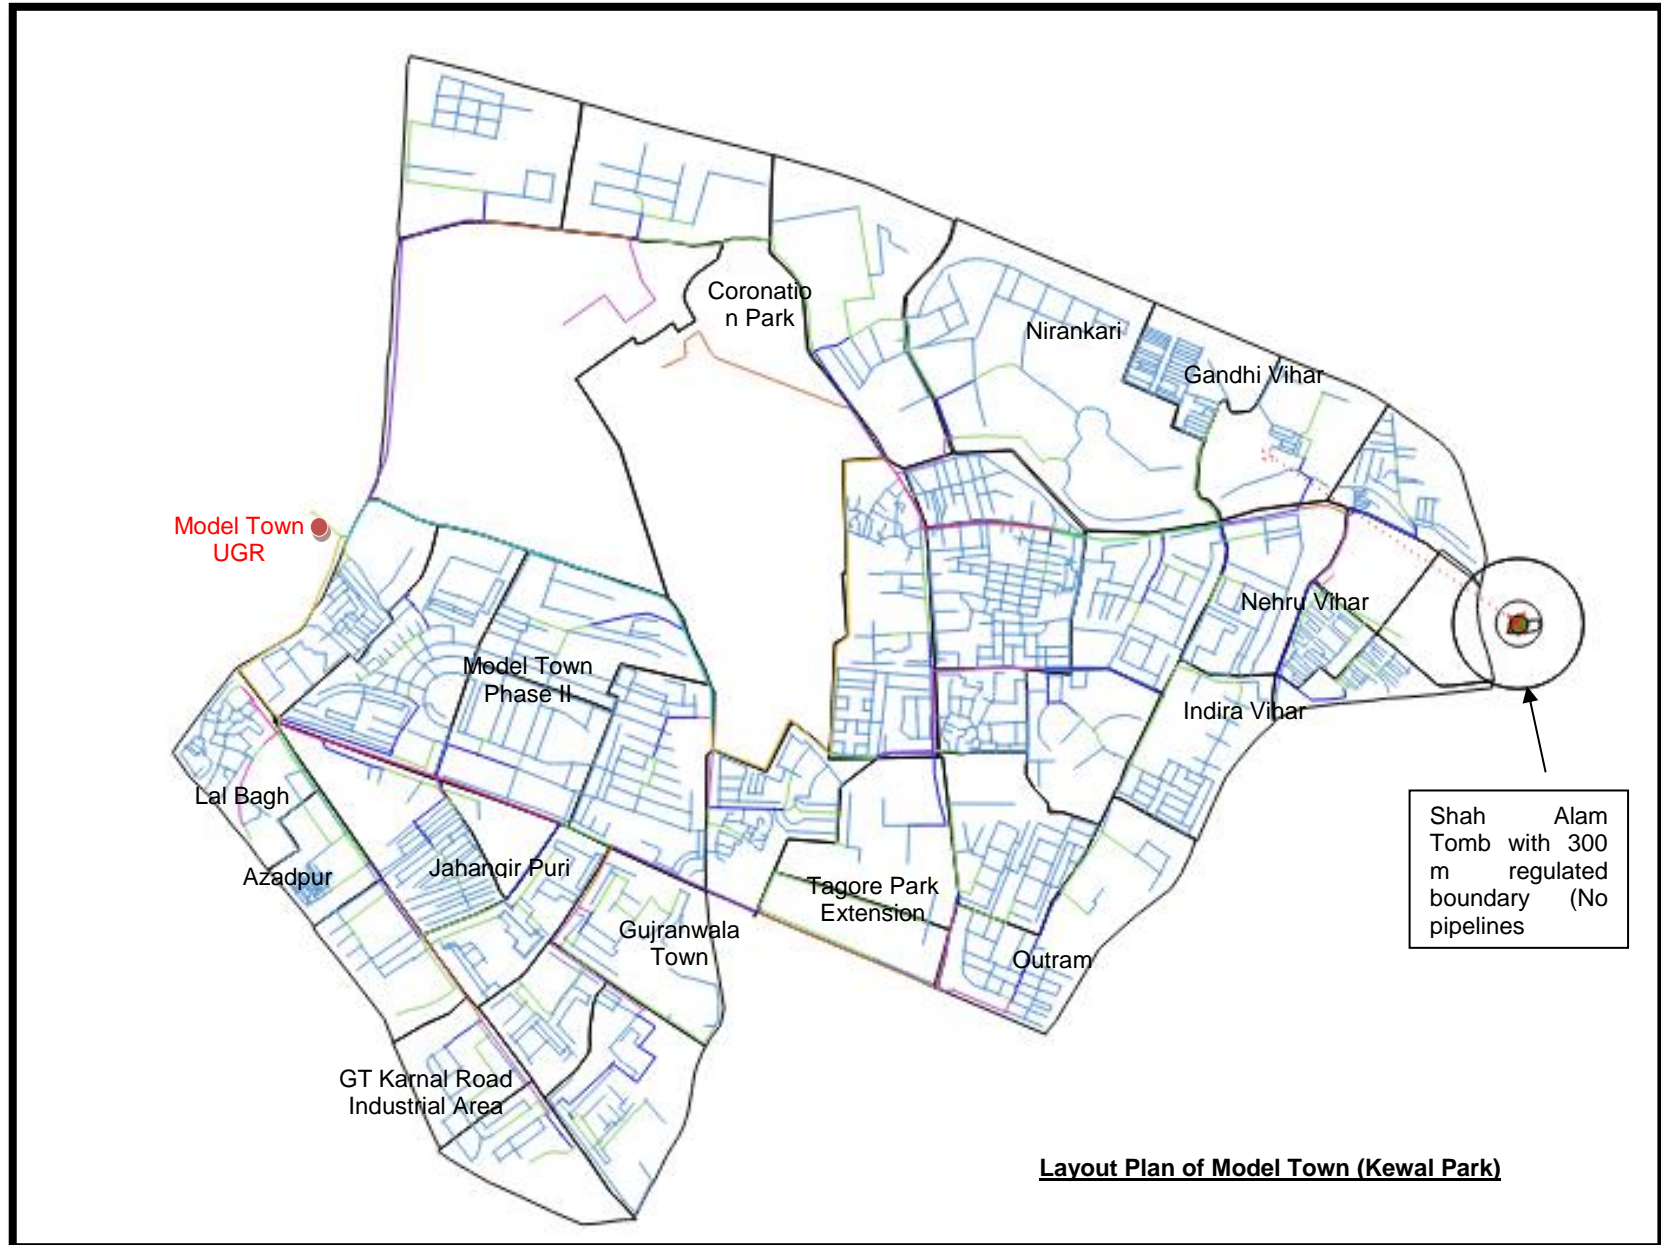 Coronatio
n Park
Nirankari
Gandhi Vihar
Model Town
UGR
Nehru Vihar
Model Town
Phase II
Indira Vihar
Lal Bagh
Shah Alam
Tomb with 300
m regulated
boundary (No
pipelines
Azadpur
Jahangir Puri
Tagore Park
Extension
Gujranwala
Town
Outram
GT Karnal Road
Industrial Area
Layout Plan of Model Town (Kewal Park)